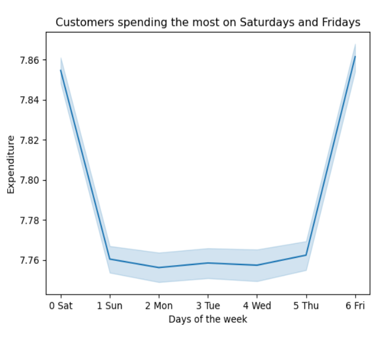 Customers spending the most on Saturdays and Fridays
7.86
7.84
7.82
7.80
7.78
7.76
Expenditure
0 Sat 1 Sun 2 Mon 3 Tue 4 Wed 5 Thu 6 Fri
Days of the week